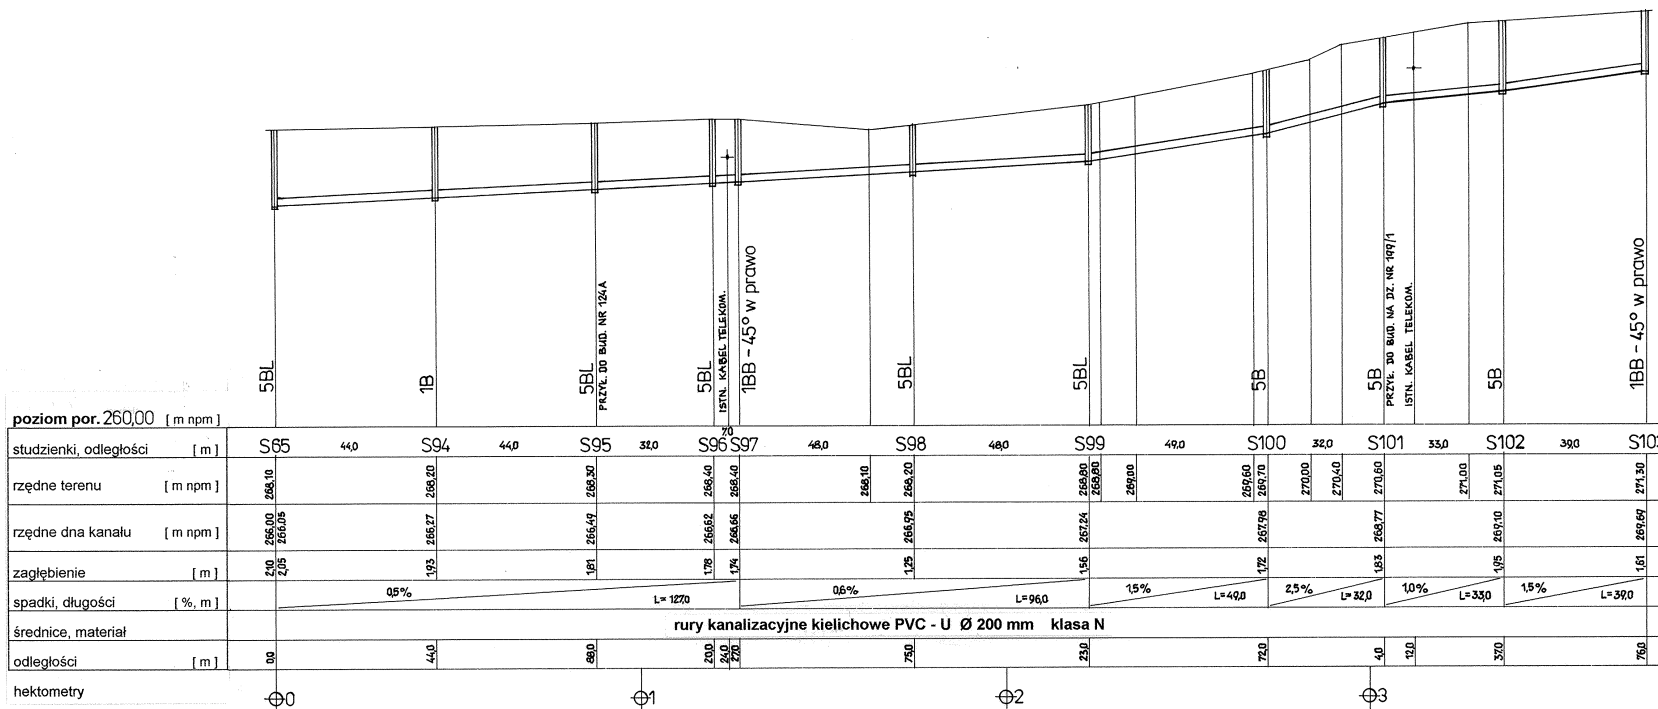 5BL
1B
5BL
PRZYŁ. DO BUD. NR 124A
5BL
ISTN. KABEL TELEKOM.
1BB - 45° w prawo
5BL
5BL
5B
5B
PRZYŁ. DO BUD. NA DZ. NR 199/1
ISTN. KABEL TELEKOM.
5B
1BB - 45° w prawo
poziom por. 260,00 [ m npm ]
studzienki, odległości [ m ] S65 44,0 S94 44,0 S95 32,0 S96 7,0 S97 48,0 S98 48,0 S99 49,0 S100 32,0 S101 33,0 S102 39,0 S103
rzędne terenu [ m npm ] 268,10 268,20 268,30 268,40 268,40 268,10 268,20 268,80 268,80 269,00 269,60 269,70 270,00 270,40 270,60 271,00 271,05 271,30
rzędne dna kanału [ m npm ] 266,00 266,05 266,27 266,49 266,62 266,66 266,95 267,24 267,98 268,77 269,10 269,69
zagłębienie [ m ] 2,10 2,05 1,93 1,81 1,78 1,74 1,25 1,56 1,72 1,83 1,95 1,61
spadki, długości [ %, m ] 0,5% L=127,0 0,6% L=96,0 1,5% L=49,0 2,5% L=32,0 1,0% L=33,0 1,5% L=39,0
średnice, materiał rury kanalizacyjne kielichowe PVC - U Ø 200 mm klasa N
odległości [ m ] 0,0 44,0 88,0 20,0 24,0 27,0 75,0 23,0 72,0 4,0 12,0 37,0 76,0
hektometry 0 1 2 3